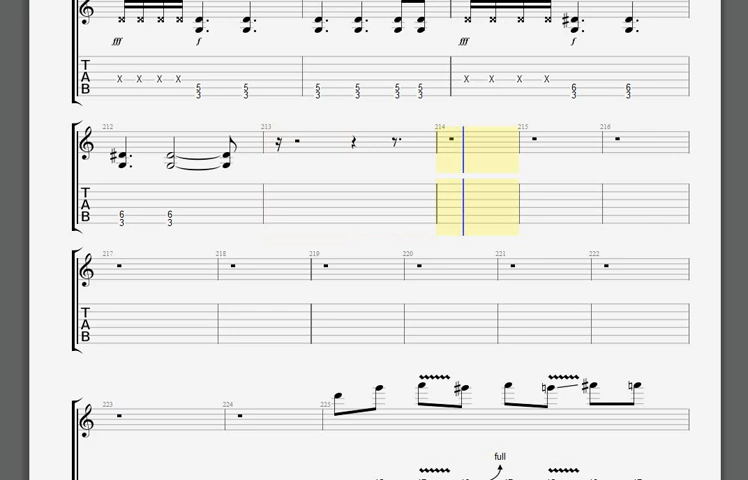 fff f fff f
T X X X X X X X X
A
B 5 5 5 5 5 5 6 6
3 3 3 3 3 3 3 3
212 213 214 215 216
T
A
B 6 6
3 3
217 218 219 220 221 222
T
A
B
223 224 225
full